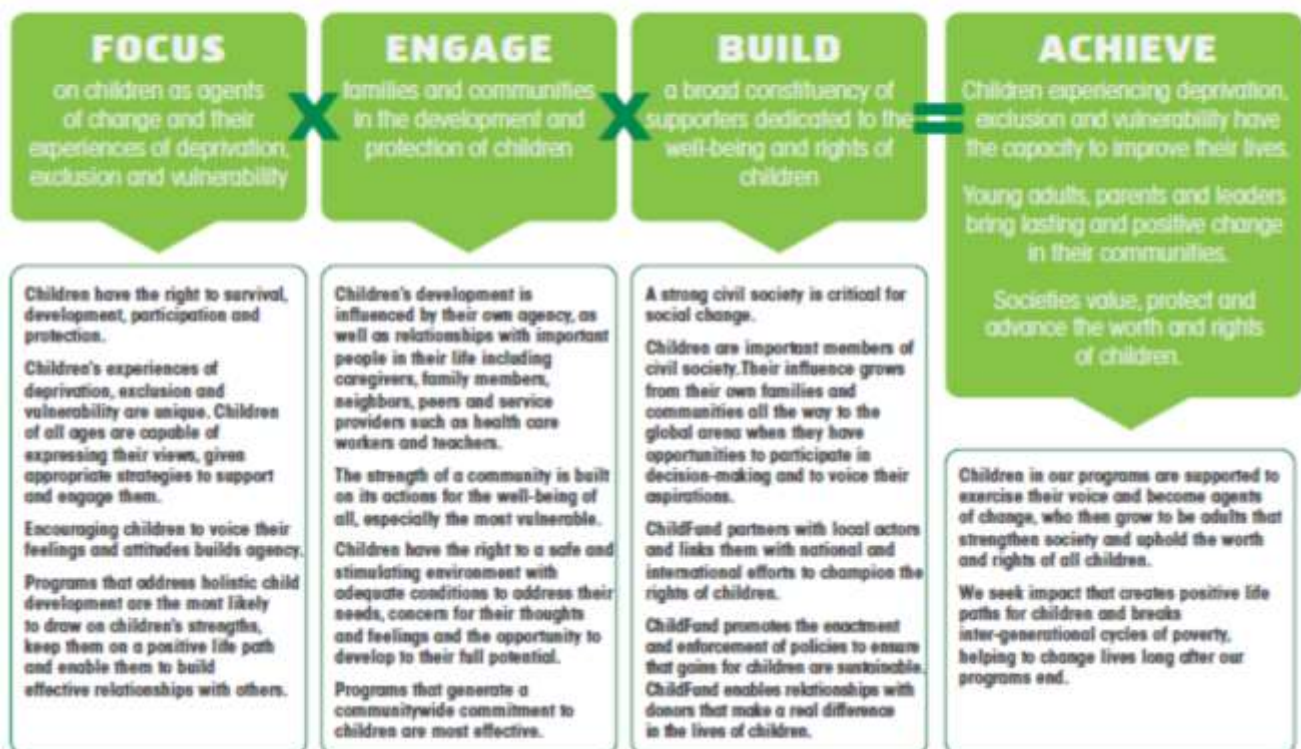 FOCUS
on children as agents
of change and their
experiences of deprivation,
exclusion and vulnerability
X
ENGAGE
families and communities
in the development and
protection of children
X
BUILD
a broad constituency of
supporters dedicated to the
well-being and rights of
children
=
ACHIEVE
Children experiencing deprivation,
exclusion and vulnerability have
the capacity to improve their lives.
Young adults, parents and leaders
bring lasting and positive change
in their communities.
Societies value, protect and
advance the worth and rights
of children.
Children have the right to survival,
development, participation and
protection.
Children's experiences of
deprivation, exclusion and
vulnerability are unique. Children
of all ages are capable of
expressing their views, given
appropriate strategies to support
and engage them.
Encouraging children to voice their
feelings and attitudes builds agency.
Programs that address holistic child
development are the most likely
to draw on children's strengths,
keep them on a positive life path
and enable them to build
effective relationships with others.
Children's development is
influenced by their own agency, as
well as relationships with important
people in their life including
caregivers, family members,
neighbors, peers and service
providers such as health care
workers and teachers.
The strength of a community is built
on its actions for the well-being of
all, especially the most vulnerable.
Children have the right to a safe and
stimulating environment with
adequate conditions to address their
needs, concern for their thoughts
and feelings and the opportunity to
develop to their full potential.
Programs that generate a
communitywide commitment to
children are most effective.
A strong civil society is critical for
social change.
Children are important members of
civil society. Their influence grows
from their own families and
communities all the way to the
global arena when they have
opportunities to participate in
decision-making and to voice their
aspirations.
ChildFund partners with local actors
and links them with national and
international efforts to champion the
rights of children.
ChildFund promotes the enactment
and enforcement of policies to ensure
that gains for children are sustainable.
ChildFund enables relationships with
donors that make a real difference
in the lives of children.
Children in our programs are supported to
exercise their voice and become agents
of change, who then grow to be adults that
strengthen society and uphold the worth
and rights of all children.
We seek impact that creates positive life
paths for children and breaks
inter-generational cycles of poverty,
helping to change lives long after our
programs end.